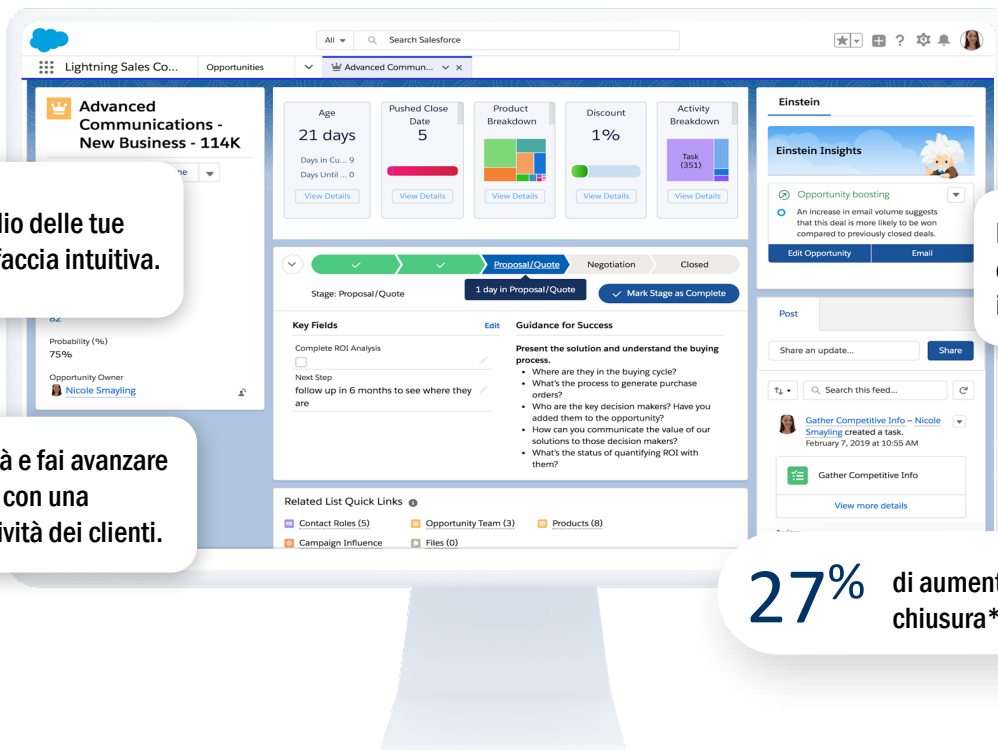 All
Search Salesforce
Lightning Sales Co...
Opportunities
Advanced Commun...
Advanced
Communications -
New Business - 114K
delle tue
intuitiva.
82
Probability (%)
75%
Opportunity Owner
Nicole Smayling
e fai avanzare
con una
dei clienti.
Age
21 days
Days in Cu... 9
Days Until ... 0
View Details
Pushed Close
Date
5
View Details
Product
Breakdown
View Details
Discount
1%
View Details
Activity
Breakdown
Task
(351)
View Details
Proposal/Quote
Negotiation
Closed
Stage: Proposal/Quote
1 day in Proposal/Quote
Mark Stage as Complete
Key Fields
Edit
Complete ROI Analysis
Next Step
follow up in 6 months to see where they
are
Guidance for Success
Present the solution and understand the buying
process.
• Where are they in the buying cycle?
• What's the process to generate purchase
orders?
• Who are the key decision makers? Have you
added them to the opportunity?
• How can you communicate the value of our
solutions to those decision makers?
• What's the status of quantifying ROI with
them?
Related List Quick Links
Contact Roles (5)
Opportunity Team (3)
Products (8)
Campaign Influence
Files (0)
Einstein
Einstein Insights
Opportunity boosting
An increase in email volume suggests
that this deal is more likely to be won
compared to previously closed deals.
Edit Opportunity
Email
Post
Share an update...
Share
Search this feed...
Gather Competitive Info – Nicole
Smayling created a task.
February 7, 2019 at 10:55 AM
Gather Competitive Info
View more details
27%
di
chiusura*